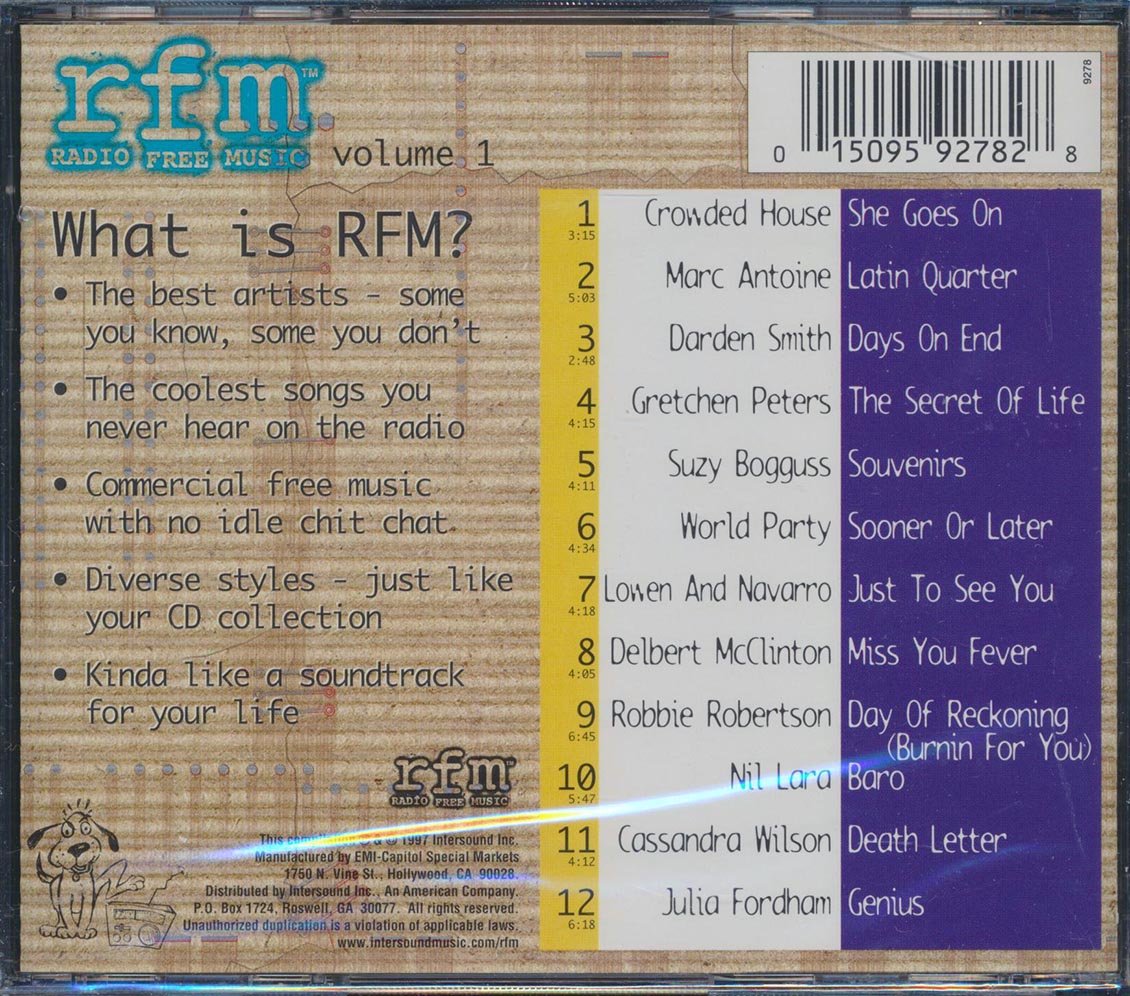 rfm™
RADIO FREE MUSIC
volume 1
9278
0 15095 92782 8
What is RFM?
• The best artists - some
you know, some you don't
• The coolest songs you
never hear on the radio
• Commercial free music
with no idle chit chat
• Diverse styles - just like
your CD collection
• Kinda like a soundtrack
for your life
rfm™
RADIO FREE MUSIC
This compilation ℗ & © 1997 Intersound Inc.
Manufactured by EMI-Capitol Special Markets
1750 N. Vine St., Hollywood, CA 90028.
Distributed by Intersound Inc., An American Company.
P.O. Box 1724, Roswell, GA 30077. All rights reserved.
Unauthorized duplication is a violation of applicable laws.
www.intersoundmusic.com/rfm
1 Crowded House She Goes On
3:15
2 Marc Antoine Latin Quarter
5:03
3 Darden Smith Days On End
2:48
4 Gretchen Peters The Secret Of Life
4:15
5 Suzy Bogguss Souvenirs
4:11
6 World Party Sooner Or Later
4:34
7 Lowen And Navarro Just To See You
4:18
8 Delbert McClinton Miss You Fever
4:05
9 Robbie Robertson Day Of Reckoning
6:45 (Burnin For You)
10 Nil Lara Baro
5:47
11 Cassandra Wilson Death Letter
4:12
12 Julia Fordham Genius
6:18